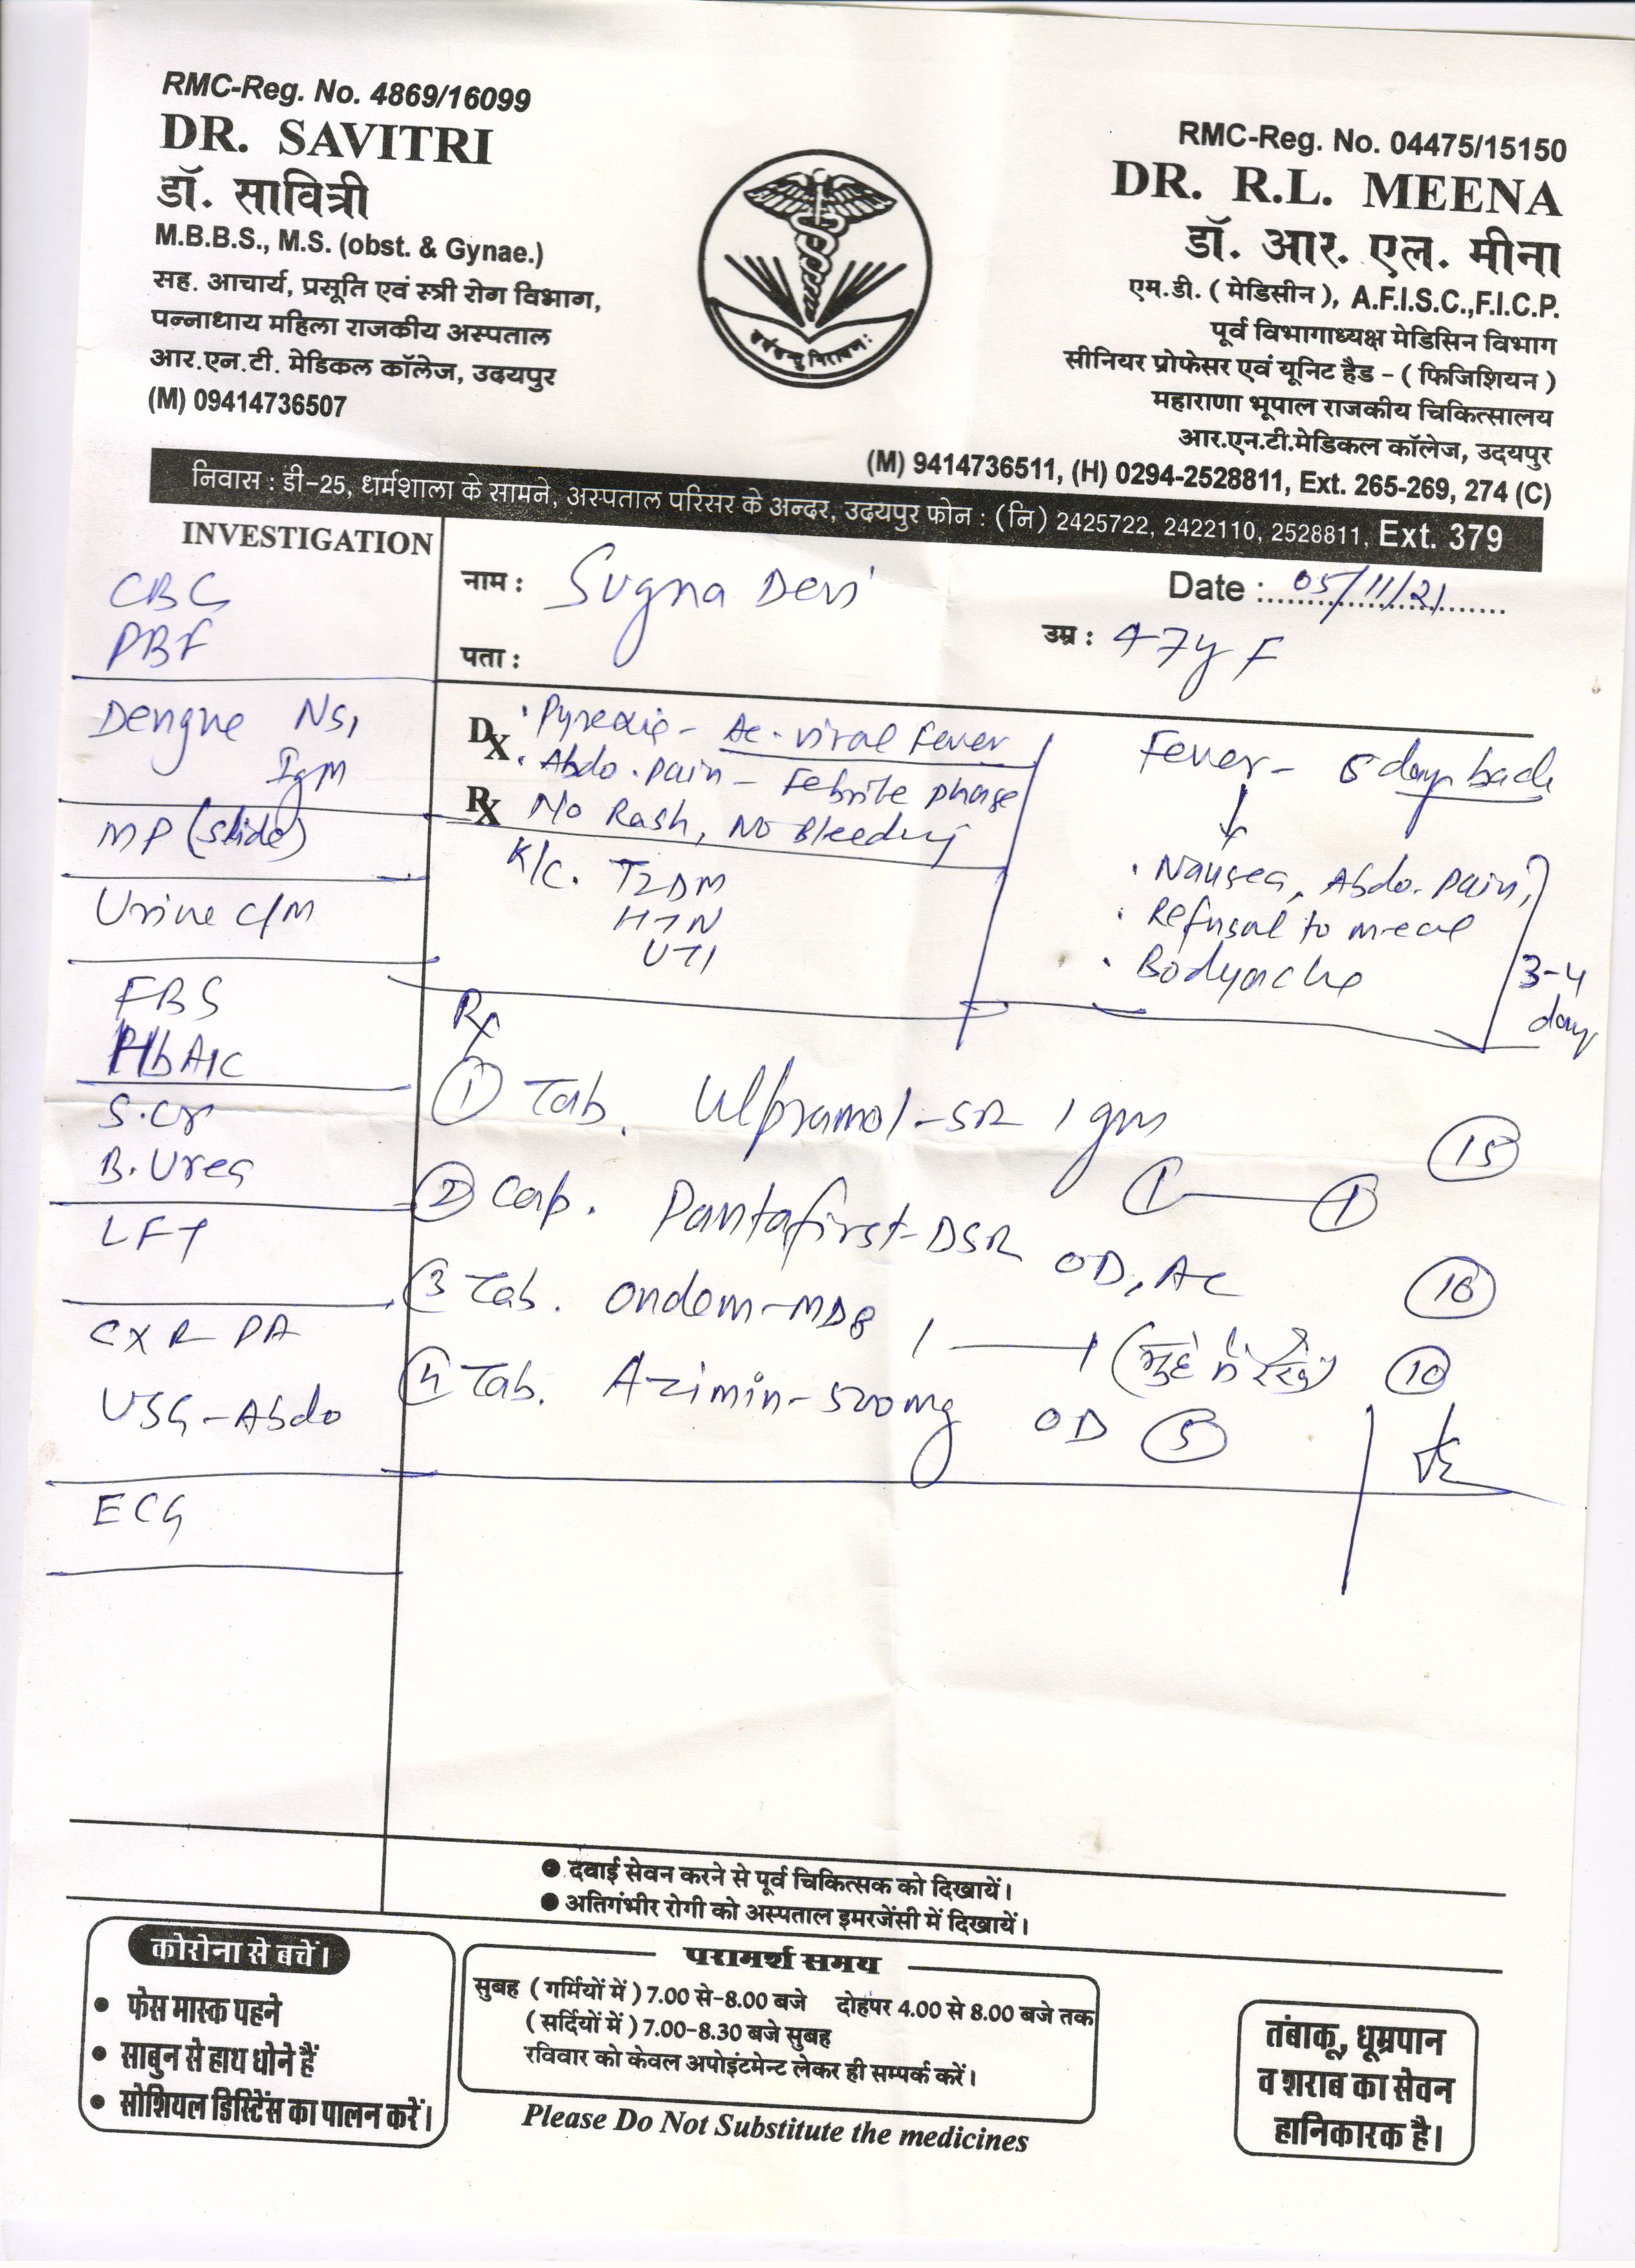 RMC-Reg. No. 4869/16099
DR. SAVITRI
डॉ. सावित्री
M.B.B.S., M.S. (obst. & Gynae.)
सह. आचार्य, प्रसूति एवं स्त्री रोग विभाग,
पन्नाधाय महिला राजकीय अस्पताल
आर.एन.टी. मेडिकल कॉलेज, उदयपुर
(M) 09414736507
RMC-Reg. No. 04475/15150
DR. R.L. MEENA
डॉ. आर. एल. मीना
एम.डी. ( मेडिसीन ), A.F.I.S.C.,F.I.C.P.
पूर्व विभागाध्यक्ष मेडिसिन विभाग
सीनियर प्रोफेसर एवं यूनिट हैड - ( फिजिशियन )
महाराणा भूपाल राजकीय चिकित्सालय
आर.एन.टी.मेडिकल कॉलेज, उदयपुर
(M) 9414736511, (H) 0294-2528811, Ext. 265-269, 274 (C)
निवास : डी-25, धर्मशाला के सामने, अस्पताल परिसर के अन्दर, उदयपुर फोन : (नि) 2425722, 2422110, 2528811, Ext. 379
INVESTIGATION
CBC
PBF
Dengue NS1
IgM
MP (slide)
Urine C/M
FBS
HbA1C
S.Cr
B. Urea
LFT
CXR PA
USG - Abdo
ECG
नाम : Sugna Devi
Date : 05/11/21
पता :
उम्र : 47y F
Dx . Pyrexia - Ac. viral Fever
. Abdo. pain - Febrile phase
Rx No Rash, No Bleeding
K/C. T2DM
HTN
UTI
Fever - 5 days back
. Nausea, Abdo. pain,
. Refusal to meal
. Bodyache
3-4
days
Rx
① Tab. Ulpramol-SR 1gm
1 — 1 15
② Cap. Pantafirst-DSR OD, AC 10
③ Tab. Ondem-MD8 1 — 1 (मुंह में रखें) 10
④ Tab. Azimin-500mg OD 5
● दवाई सेवन करने से पूर्व चिकित्सक को दिखायें।
● अतिगंभीर रोगी को अस्पताल इमरजेंसी में दिखायें।
कोरोना से बचें।
● फेस मास्क पहने
● साबुन से हाथ धोने हैं
● सोशियल डिस्टिेंस का पालन करें।
परामर्श समय
सुबह ( गर्मियों में ) 7.00 से-8.00 बजे दोहपर 4.00 से 8.00 बजे तक
( सर्दियों में ) 7.00-8.30 बजे सुबह
रविवार को केवल अपोइंटमेन्ट लेकर ही सम्पर्क करें।
Please Do Not Substitute the medicines
तंबाकू, धूम्रपान
व शराब का सेवन
हानिकारक है।